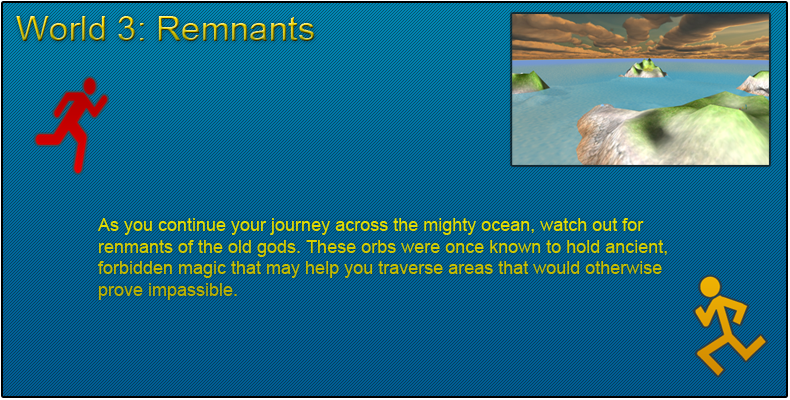 World 3: Remnants
As you continue your journey across the mighty ocean, watch out for
renmants of the old gods. These orbs were once known to hold ancient,
forbidden magic that may help you traverse areas that would otherwise
prove impassible.